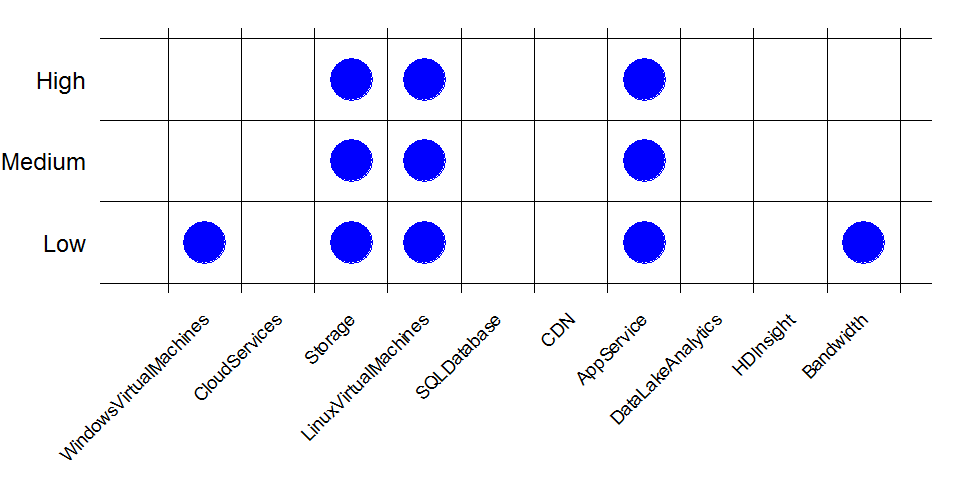 High
Medium
Low
WindowsVirtualMachines
CloudServices
Storage
LinuxVirtualMachines
SQLDatabase
CDN
AppService
DataLakeAnalytics
HDInsight
Bandwidth